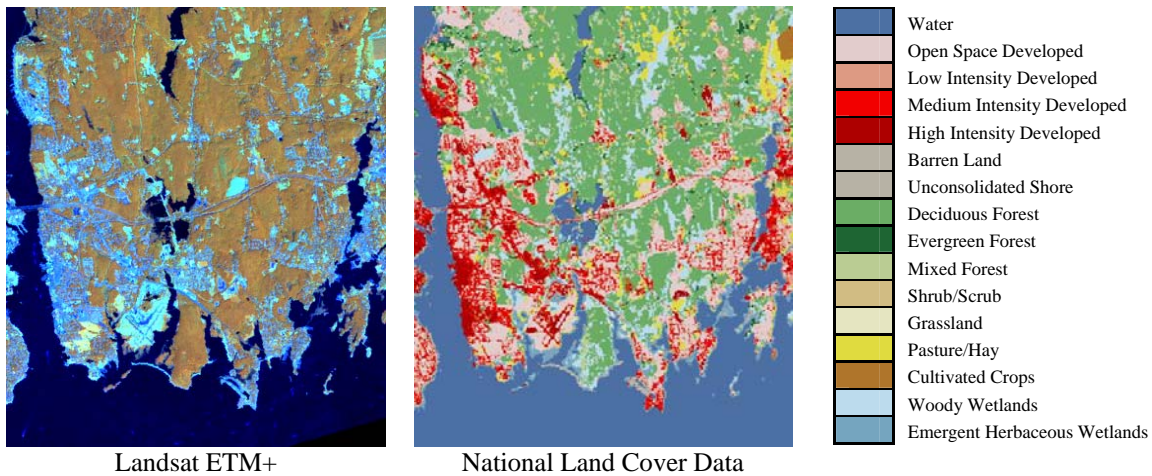 Water
Open Space Developed
Low Intensity Developed
Medium Intensity Developed
High Intensity Developed
Barren Land
Unconsolidated Shore
Deciduous Forest
Evergreen Forest
Mixed Forest
Shrub/Scrub
Grassland
Pasture/Hay
Cultivated Crops
Woody Wetlands
Emergent Herbaceous Wetlands
Landsat ETM+
National Land Cover Data